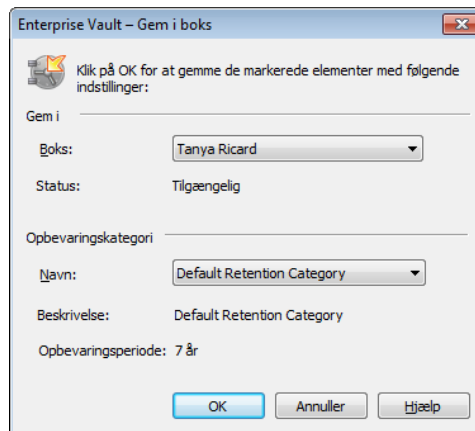 Enterprise Vault – Gem i boks
Klik på OK for at gemme de markerede elementer med følgende
indstillinger:
Gem i
Boks: Tanya Ricard
Status: Tilgængelig
Opbevaringskategori
Navn: Default Retention Category
Beskrivelse: Default Retention Category
Opbevaringsperiode: 7 år
OK Annuller Hjælp